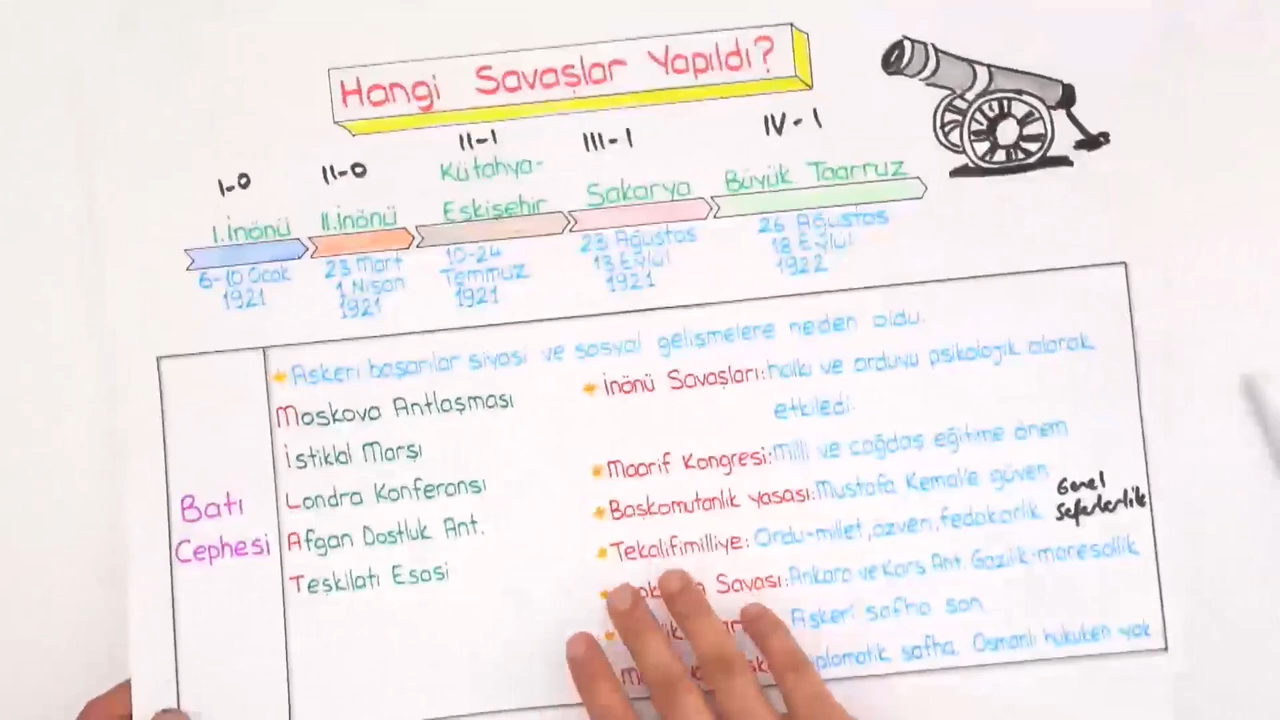 Hangi Savaşlar Yapıldı?
I-0
II-0
II-1
III-1
IV-1
I.İnönü
II.İnönü
Kütahya-
Eskişehir
Sakarya
Büyük Taarruz
6-10 Ocak
1921
23 Mart
1 Nisan
1921
10-24
Temmuz
1921
23 Ağustos
13 Eylül
1921
26 Ağustos
18 Eylül
1922
Batı
Cephesi
Askeri başarılar siyasi ve sosyal gelişmelere neden oldu.
Moskova Antlaşması
İstiklal Marşı
Londra Konferansı
Afgan Dostluk Ant.
Teşkilatı Esasi
İnönü Savaşları: halkı ve orduyu psikolojik olarak
etkiledi.
Maarif Kongresi: Milli ve çağdaş eğitime önem
Başkomutanlık yasası: Mustafa Kemal'e güven
Tekalifimilliye: Ordu-millet, özveri, fedakarlık
Genel
Seferberlik
Savaşı: Ankara ve Kars Ant. Gazilik-mareşallik
Askeri safha son
safha. Osmanlı hukuken yok